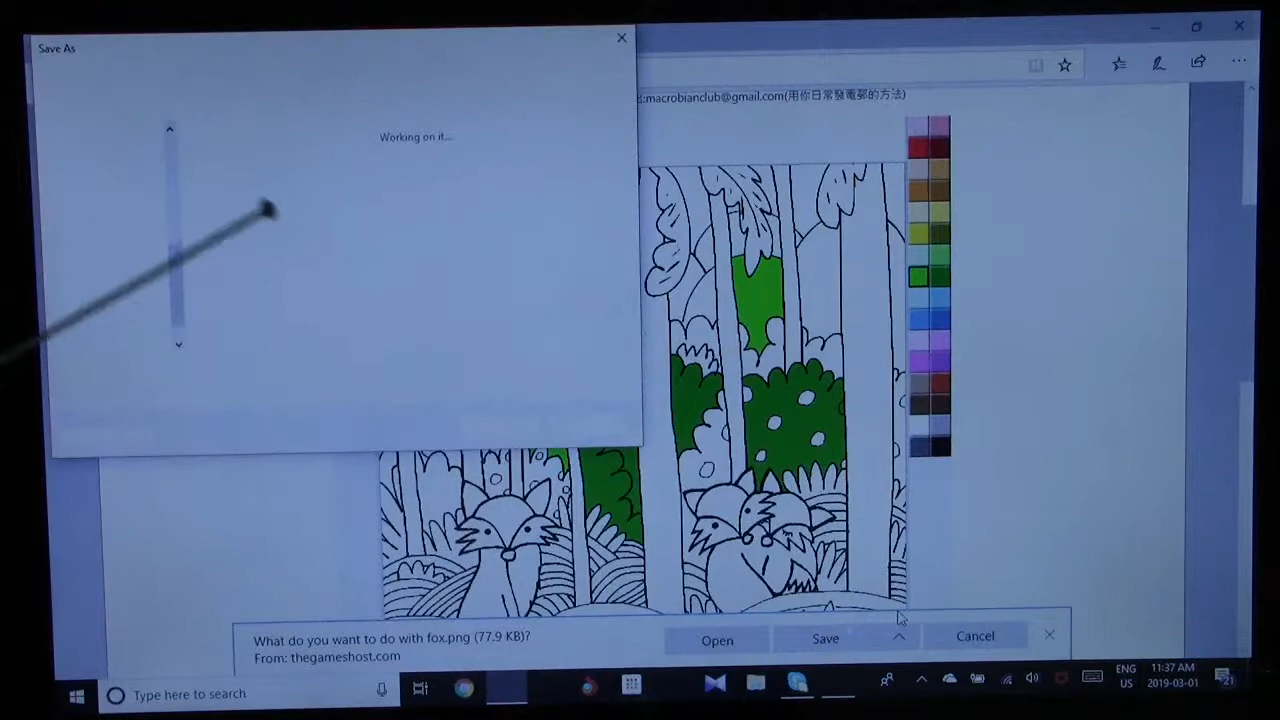 Save As
Working on it...
:macrobianclub@gmail.com(用你日常發電郵的方法)
What do you want to do with fox.png (77.9 KB)?
From: thegameshost.com
Open
Save
Cancel
Type here to search
ENG
US
11:37 AM
2019-03-01
21